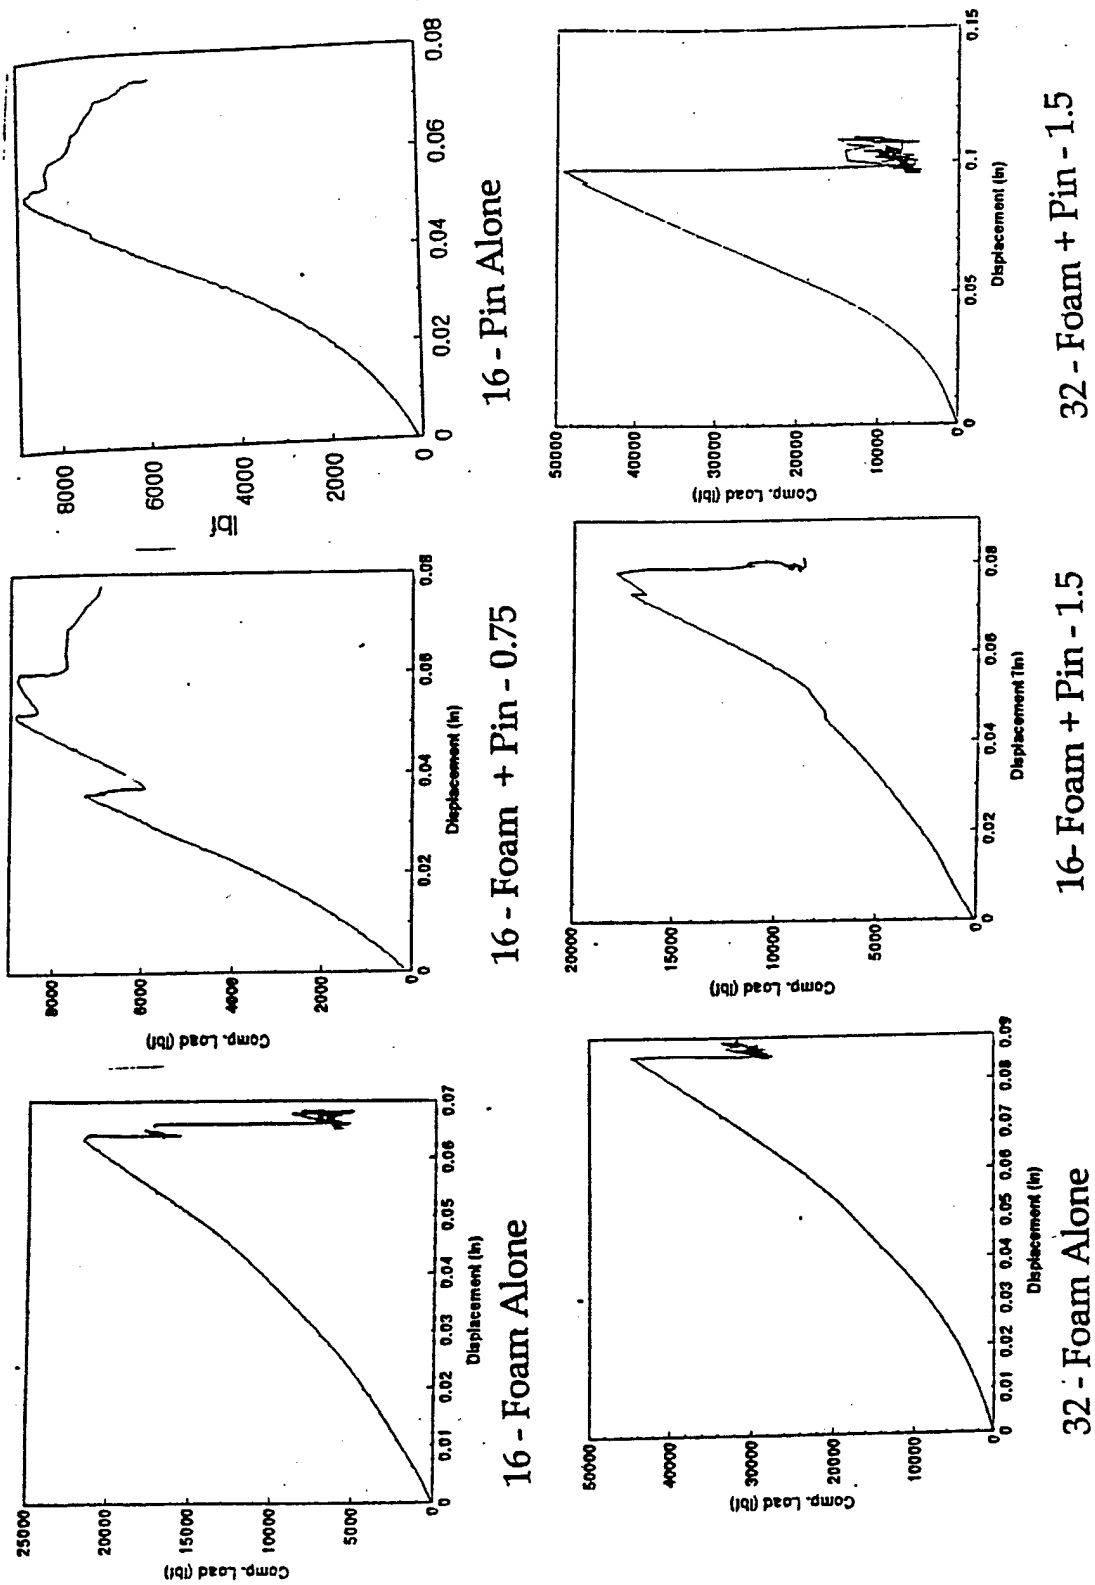 25000
20000
15000
10000
5000
0
Comp. Load (lbf)
0 0.01 0.02 0.03 0.04 0.05 0.06 0.07
Displacement (in)
16 - Foam Alone
8000
6000
4000
2000
0
Comp. Load (lbf)
0 0.02 0.04 0.06 0.08
Displacement (in)
16 - Foam + Pin - 0.75
8000
6000
4000
2000
0
lbf
0 0.02 0.04 0.06 0.08
16 - Pin Alone
50000
40000
30000
20000
10000
0
Comp. Load (lbf)
0 0.01 0.02 0.03 0.04 0.05 0.06 0.07 0.08 0.09
Displacement (in)
32 - Foam Alone
20000
15000
10000
5000
0
Comp. Load (lbf)
0 0.02 0.04 0.06 0.08
Displacement (in)
16- Foam + Pin - 1.5
50000
40000
30000
20000
10000
0
Comp. Load (lbf)
0 0.05 0.1 0.15
Displacement (in)
32 - Foam + Pin - 1.5